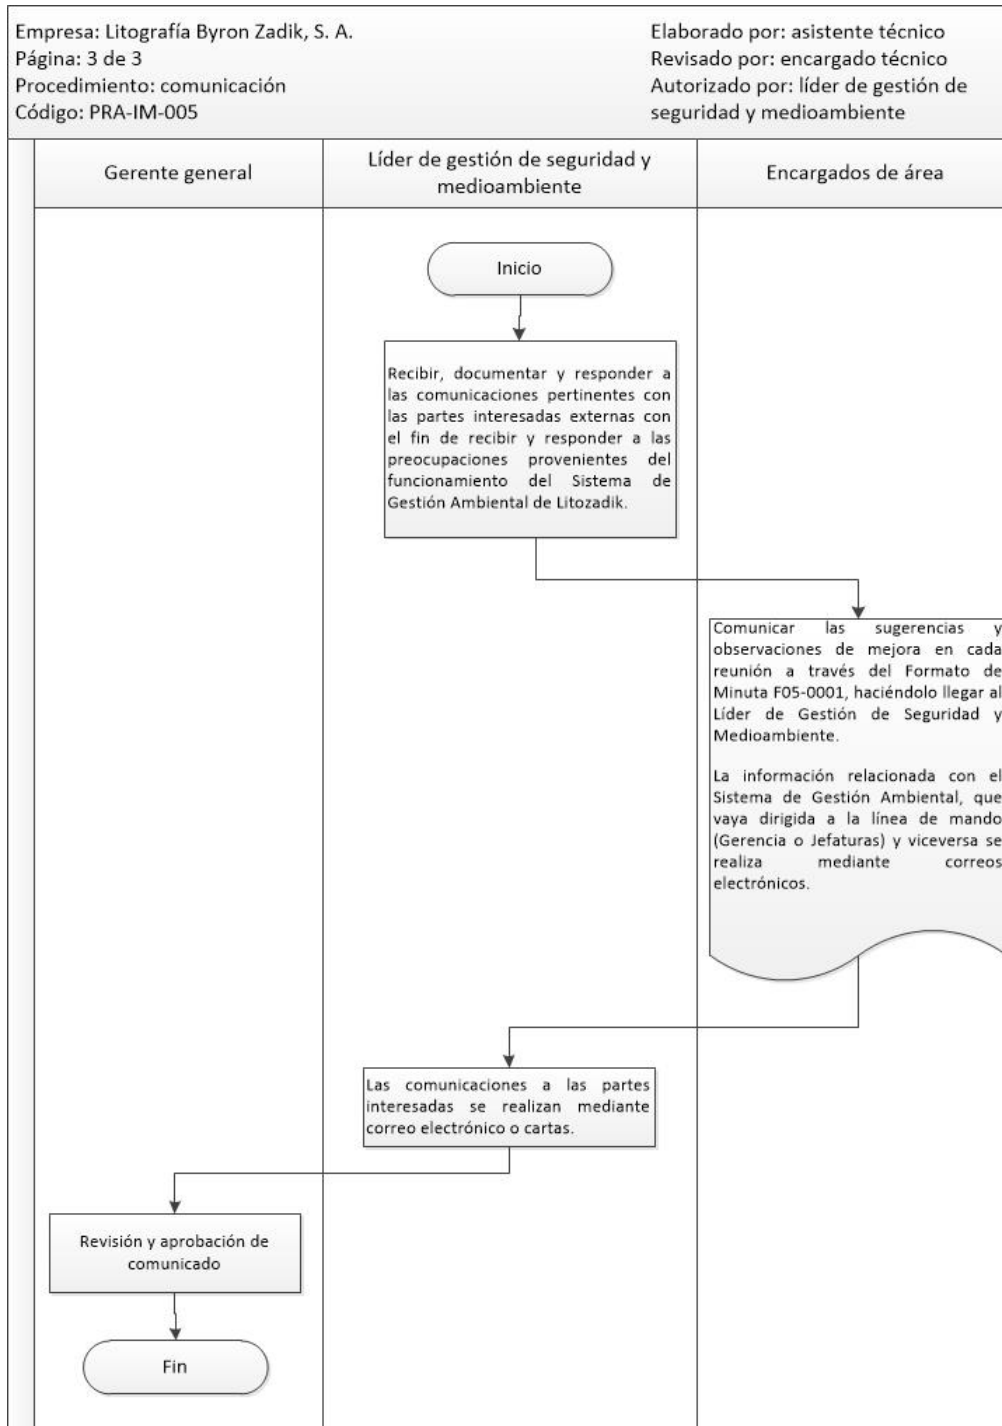 Empresa: Litografía Byron Zadik, S. A.
Página: 3 de 3
Procedimiento: comunicación
Código: PRA-IM-005
Elaborado por: asistente técnico
Revisado por: encargado técnico
Autorizado por: líder de gestión de
seguridad y medioambiente
Gerente general
Líder de gestión de seguridad y
medioambiente
Encargados de área
Inicio
Recibir, documentar y responder a
las comunicaciones pertinentes con
las partes interesadas externas con
el fin de recibir y responder a las
preocupaciones provenientes del
funcionamiento del Sistema de
Gestión Ambiental de Litozadik.
Comunicar las sugerencias y
observaciones de mejora en cada
reunión a través del Formato de
Minuta F05-0001, haciéndolo llegar al
Líder de Gestión de Seguridad y
Medioambiente.
La información relacionada con el
Sistema de Gestión Ambiental, que
vaya dirigida a la línea de mando
(Gerencia o Jefaturas) y viceversa se
realiza mediante correos
electrónicos.
Las comunicaciones a las partes
interesadas se realizan mediante
correo electrónico o cartas.
Revisión y aprobación de
comunicado
Fin